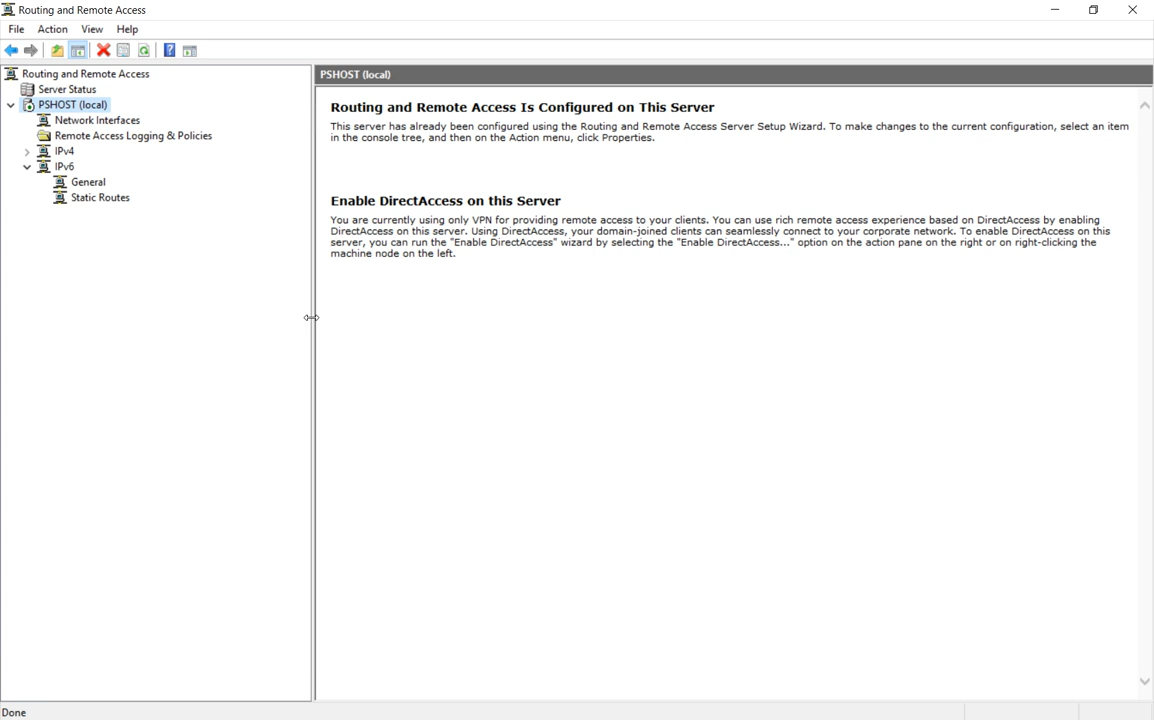 Routing and Remote Access
File Action View Help
Routing and Remote Access
Server Status
PSHOST (local)
Network Interfaces
Remote Access Logging & Policies
IPv4
IPv6
General
Static Routes
PSHOST (local)
Routing and Remote Access Is Configured on This Server
This server has already been configured using the Routing and Remote Access Server Setup Wizard. To make changes to the current configuration, select an item
in the console tree, and then on the Action menu, click Properties.
Enable DirectAccess on this Server
You are currently using only VPN for providing remote access to your clients. You can use rich remote access experience based on DirectAccess by enabling
DirectAccess on this server. Using DirectAccess, your domain-joined clients can seamlessly connect to your corporate network. To enable DirectAccess on this
server, you can run the "Enable DirectAccess" wizard by selecting the "Enable DirectAccess..." option on the action pane on the right or on right-clicking the
machine node on the left.
Done